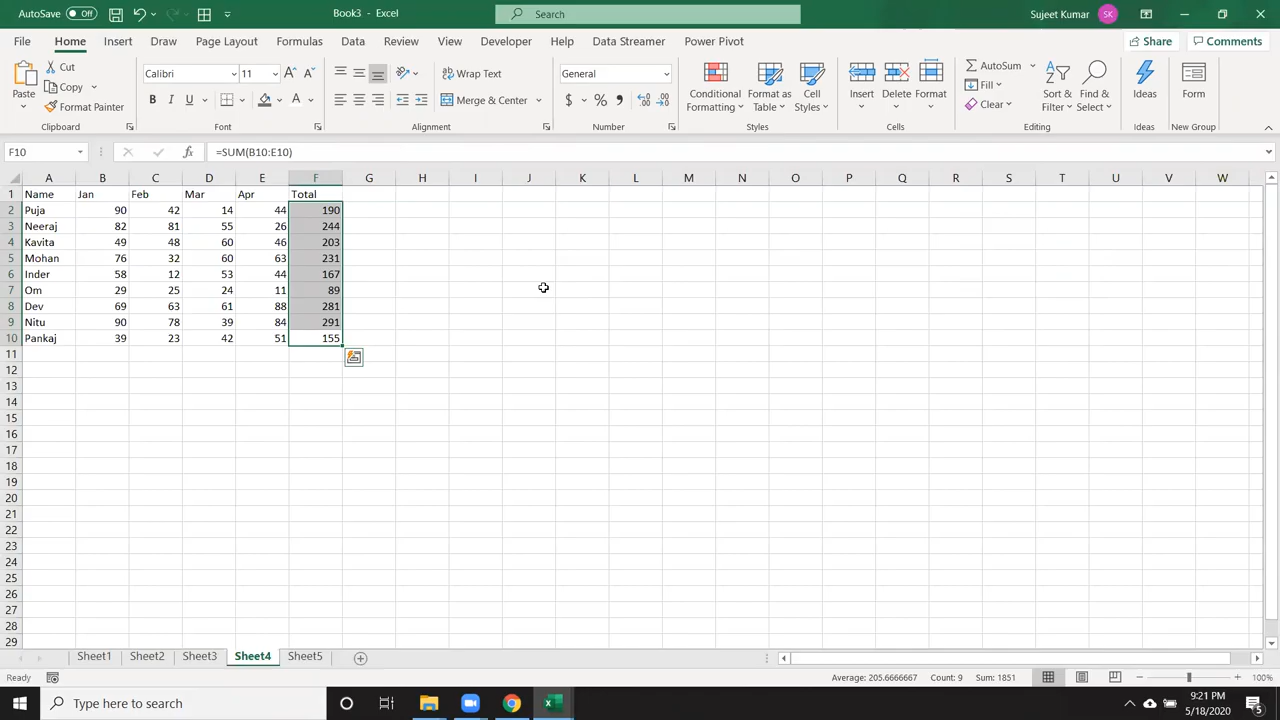 AutoSave Off Book3 - Excel Search Sujeet Kumar SK
File Home Insert Draw Page Layout Formulas Data Review View Developer Help Data Streamer Power Pivot Share Comments
Paste Cut Copy Format Painter Clipboard
Calibri 11 B I U A A A Font
Wrap Text Merge & Center Alignment
General $ % , Number
Conditional Formatting Format as Table Cell Styles Styles
Insert Delete Format Cells
AutoSum Fill Clear Sort & Filter Find & Select Editing
Ideas Ideas
Form New Group
F10 fx =SUM(B10:E10)
A B C D E F G H I J K L M N O P Q R S T U V W
1 Name Jan Feb Mar Apr Total
2 Puja 90 42 14 44 190
3 Neeraj 82 81 55 26 244
4 Kavita 49 48 60 46 203
5 Mohan 76 32 60 63 231
6 Inder 58 12 53 44 167
7 Om 29 25 24 11 89
8 Dev 69 63 61 88 281
9 Nitu 90 78 39 84 291
10 Pankaj 39 23 42 51 155
11
12
13
14
15
16
17
18
19
20
21
22
23
24
25
26
27
28
29
Sheet1 Sheet2 Sheet3 Sheet4 Sheet5
Ready Average: 205.6666667 Count: 9 Sum: 1851 100%
Type here to search 9:21 PM
5/18/2020 5